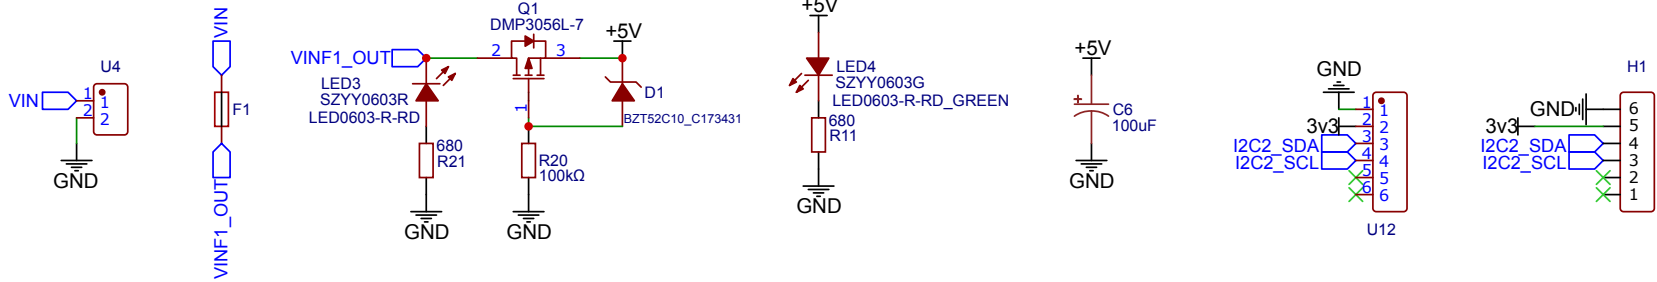 U4
VIN
1
2
1
2
GND
VIN
F1
VINF1_OUT
Q1
DMP3056L-7
VINF1_OUT
2
3
1
+5V
LED3
SZYY0603R
LED0603-R-RD
680
R21
GND
R20
100kΩ
GND
D1
BZT52C10_C173431
+5V
LED4
SZYY0603G
LED0603-R-RD_GREEN
680
R11
GND
+5V
+
C6
100uF
GND
GND
3v3
I2C2_SDA
I2C2_SCL
1
2
3
4
5
6
1
2
3
4
5
6
U12
H1
GND
3v3
I2C2_SDA
I2C2_SCL
6
5
4
3
2
1